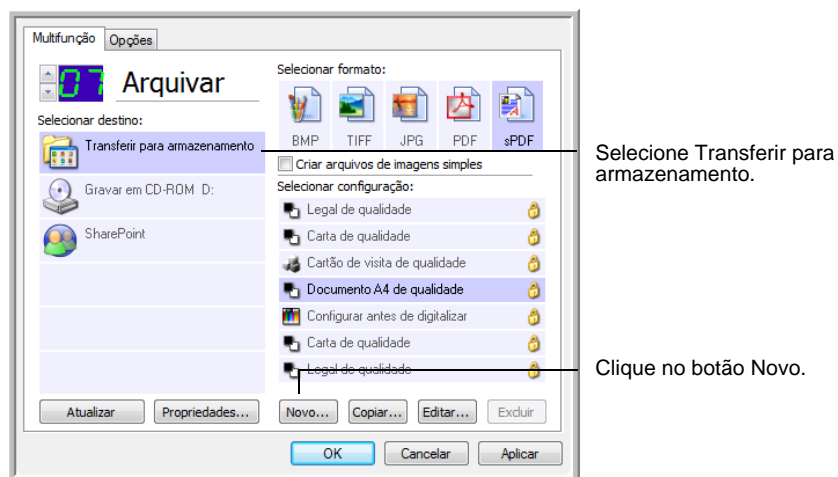 Multifunção Opções
07 Arquivar
Selecionar destino:
Transferir para armazenamento
Gravar em CD-ROM D:
SharePoint
Atualizar Propriedades...
Selecionar formato:
BMP TIFF JPG PDF sPDF
Criar arquivos de imagens simples
Selecionar configuração:
Legal de qualidade
Carta de qualidade
Cartão de visita de qualidade
Documento A4 de qualidade
Configurar antes de digitalizar
Carta de qualidade
Legal de qualidade
Novo... Copiar... Editar... Excluir
OK Cancelar Aplicar
Selecione Transferir para
armazenamento.
Clique no botão Novo.